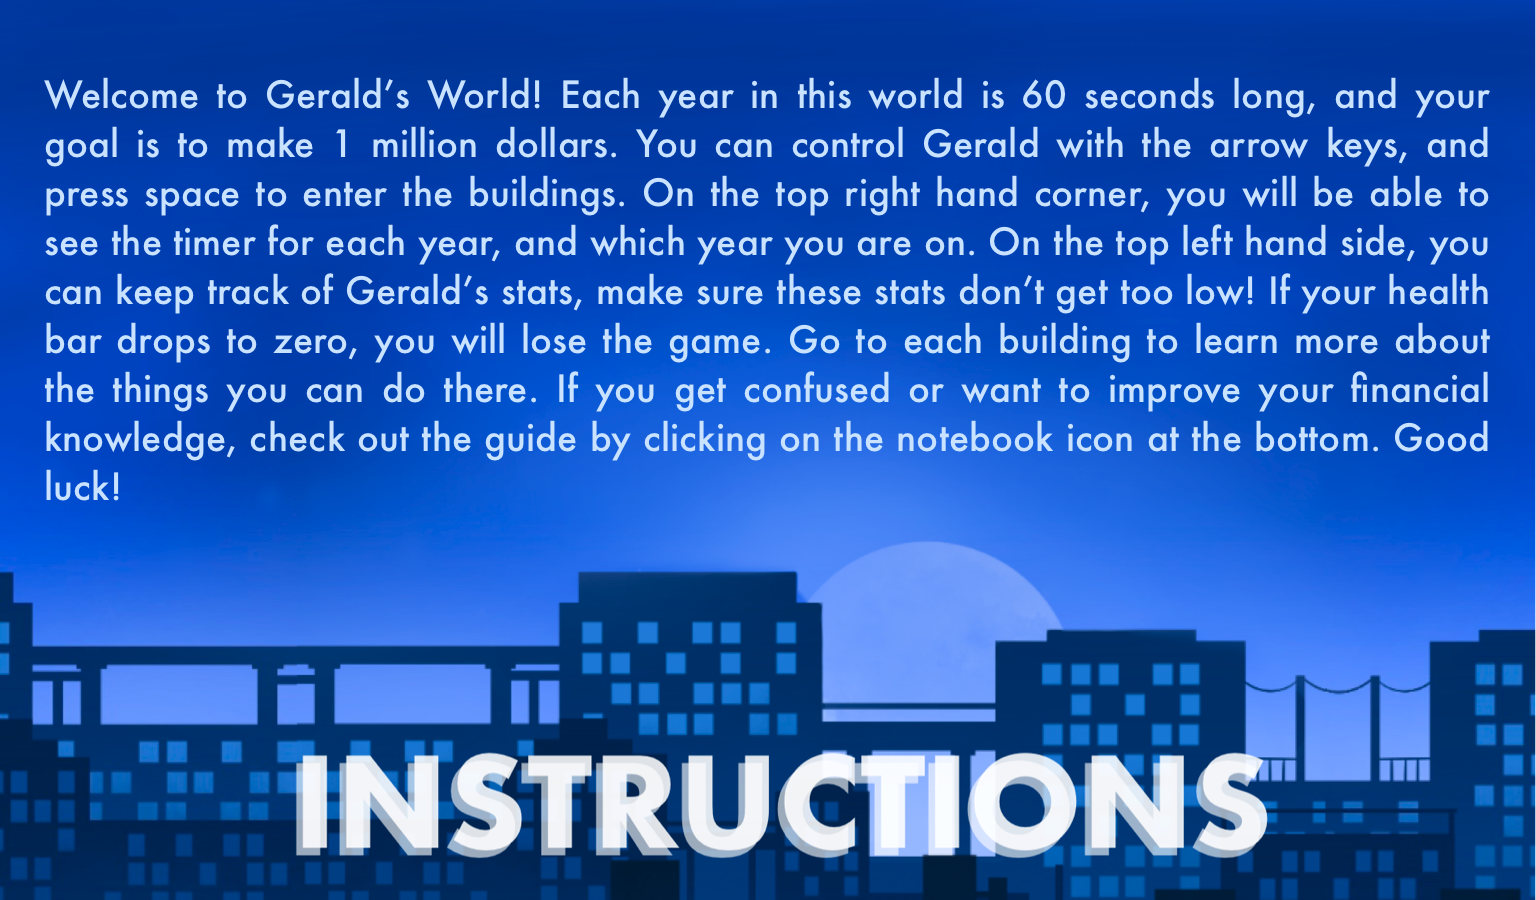 Welcome to Gerald’s World! Each year in this world is 60 seconds long, and your
goal is to make 1 million dollars. You can control Gerald with the arrow keys, and
press space to enter the buildings. On the top right hand corner, you will be able to
see the timer for each year, and which year you are on. On the top left hand side, you
can keep track of Gerald’s stats, make sure these stats don’t get too low! If your health
bar drops to zero, you will lose the game. Go to each building to learn more about
the things you can do there. If you get confused or want to improve your financial
knowledge, check out the guide by clicking on the notebook icon at the bottom. Good
luck!
INSTRUCTIONS